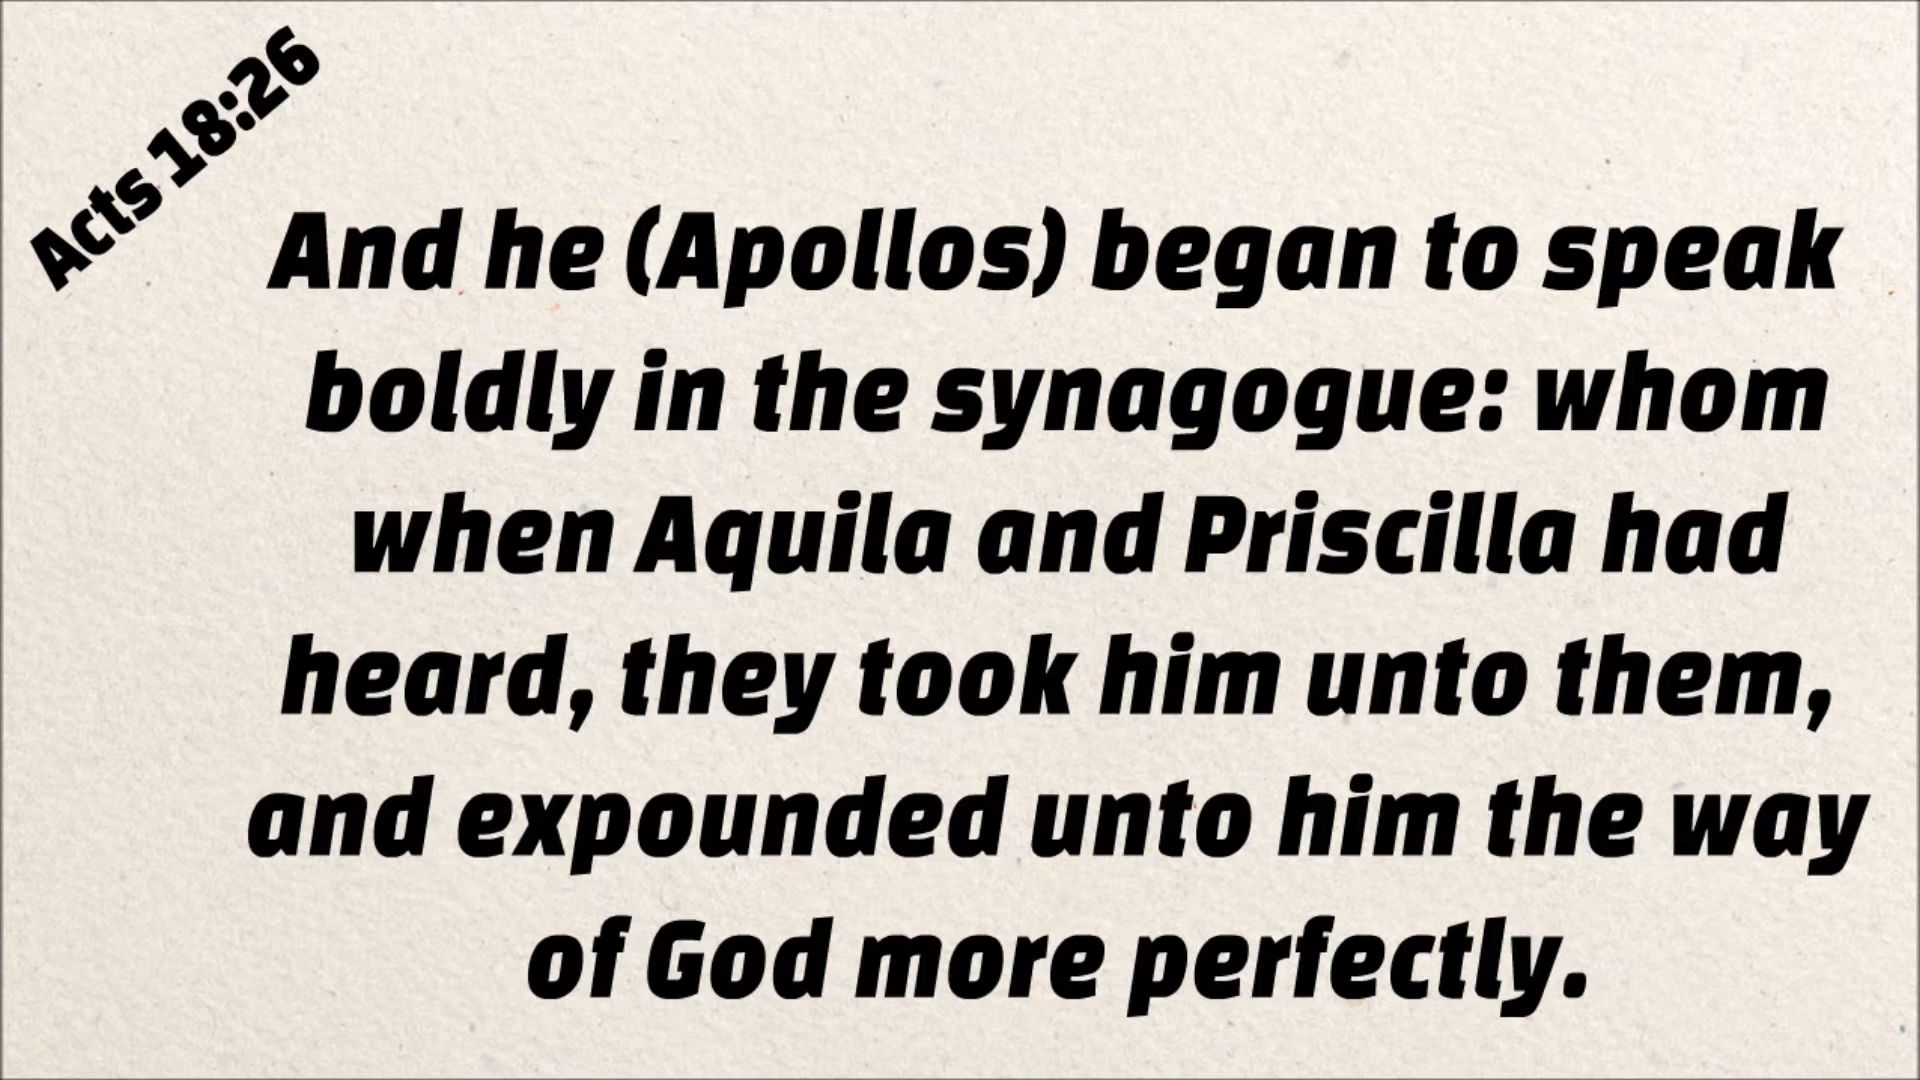 Acts 18:26
And he (Apollos) began to speak
boldly in the synagogue: whom
when Aquila and Priscilla had
heard, they took him unto them,
and expounded unto him the way
of God more perfectly.